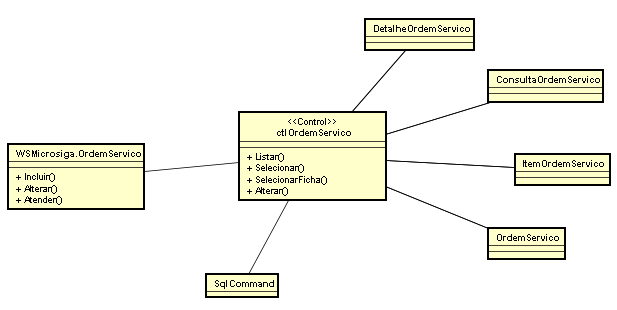 DetalheOrdemServico
ConsultaOrdemServico
<<Control>>
ctlOrdemServico
+ Listar()
+ Selecionar()
+ SelecionarFicha()
+ Alterar()
WSMicrosiga.OrdemServico
+ Incluir()
+ Alterar()
+ Atender()
ItemOrdemServico
OrdemServico
SqlCommand